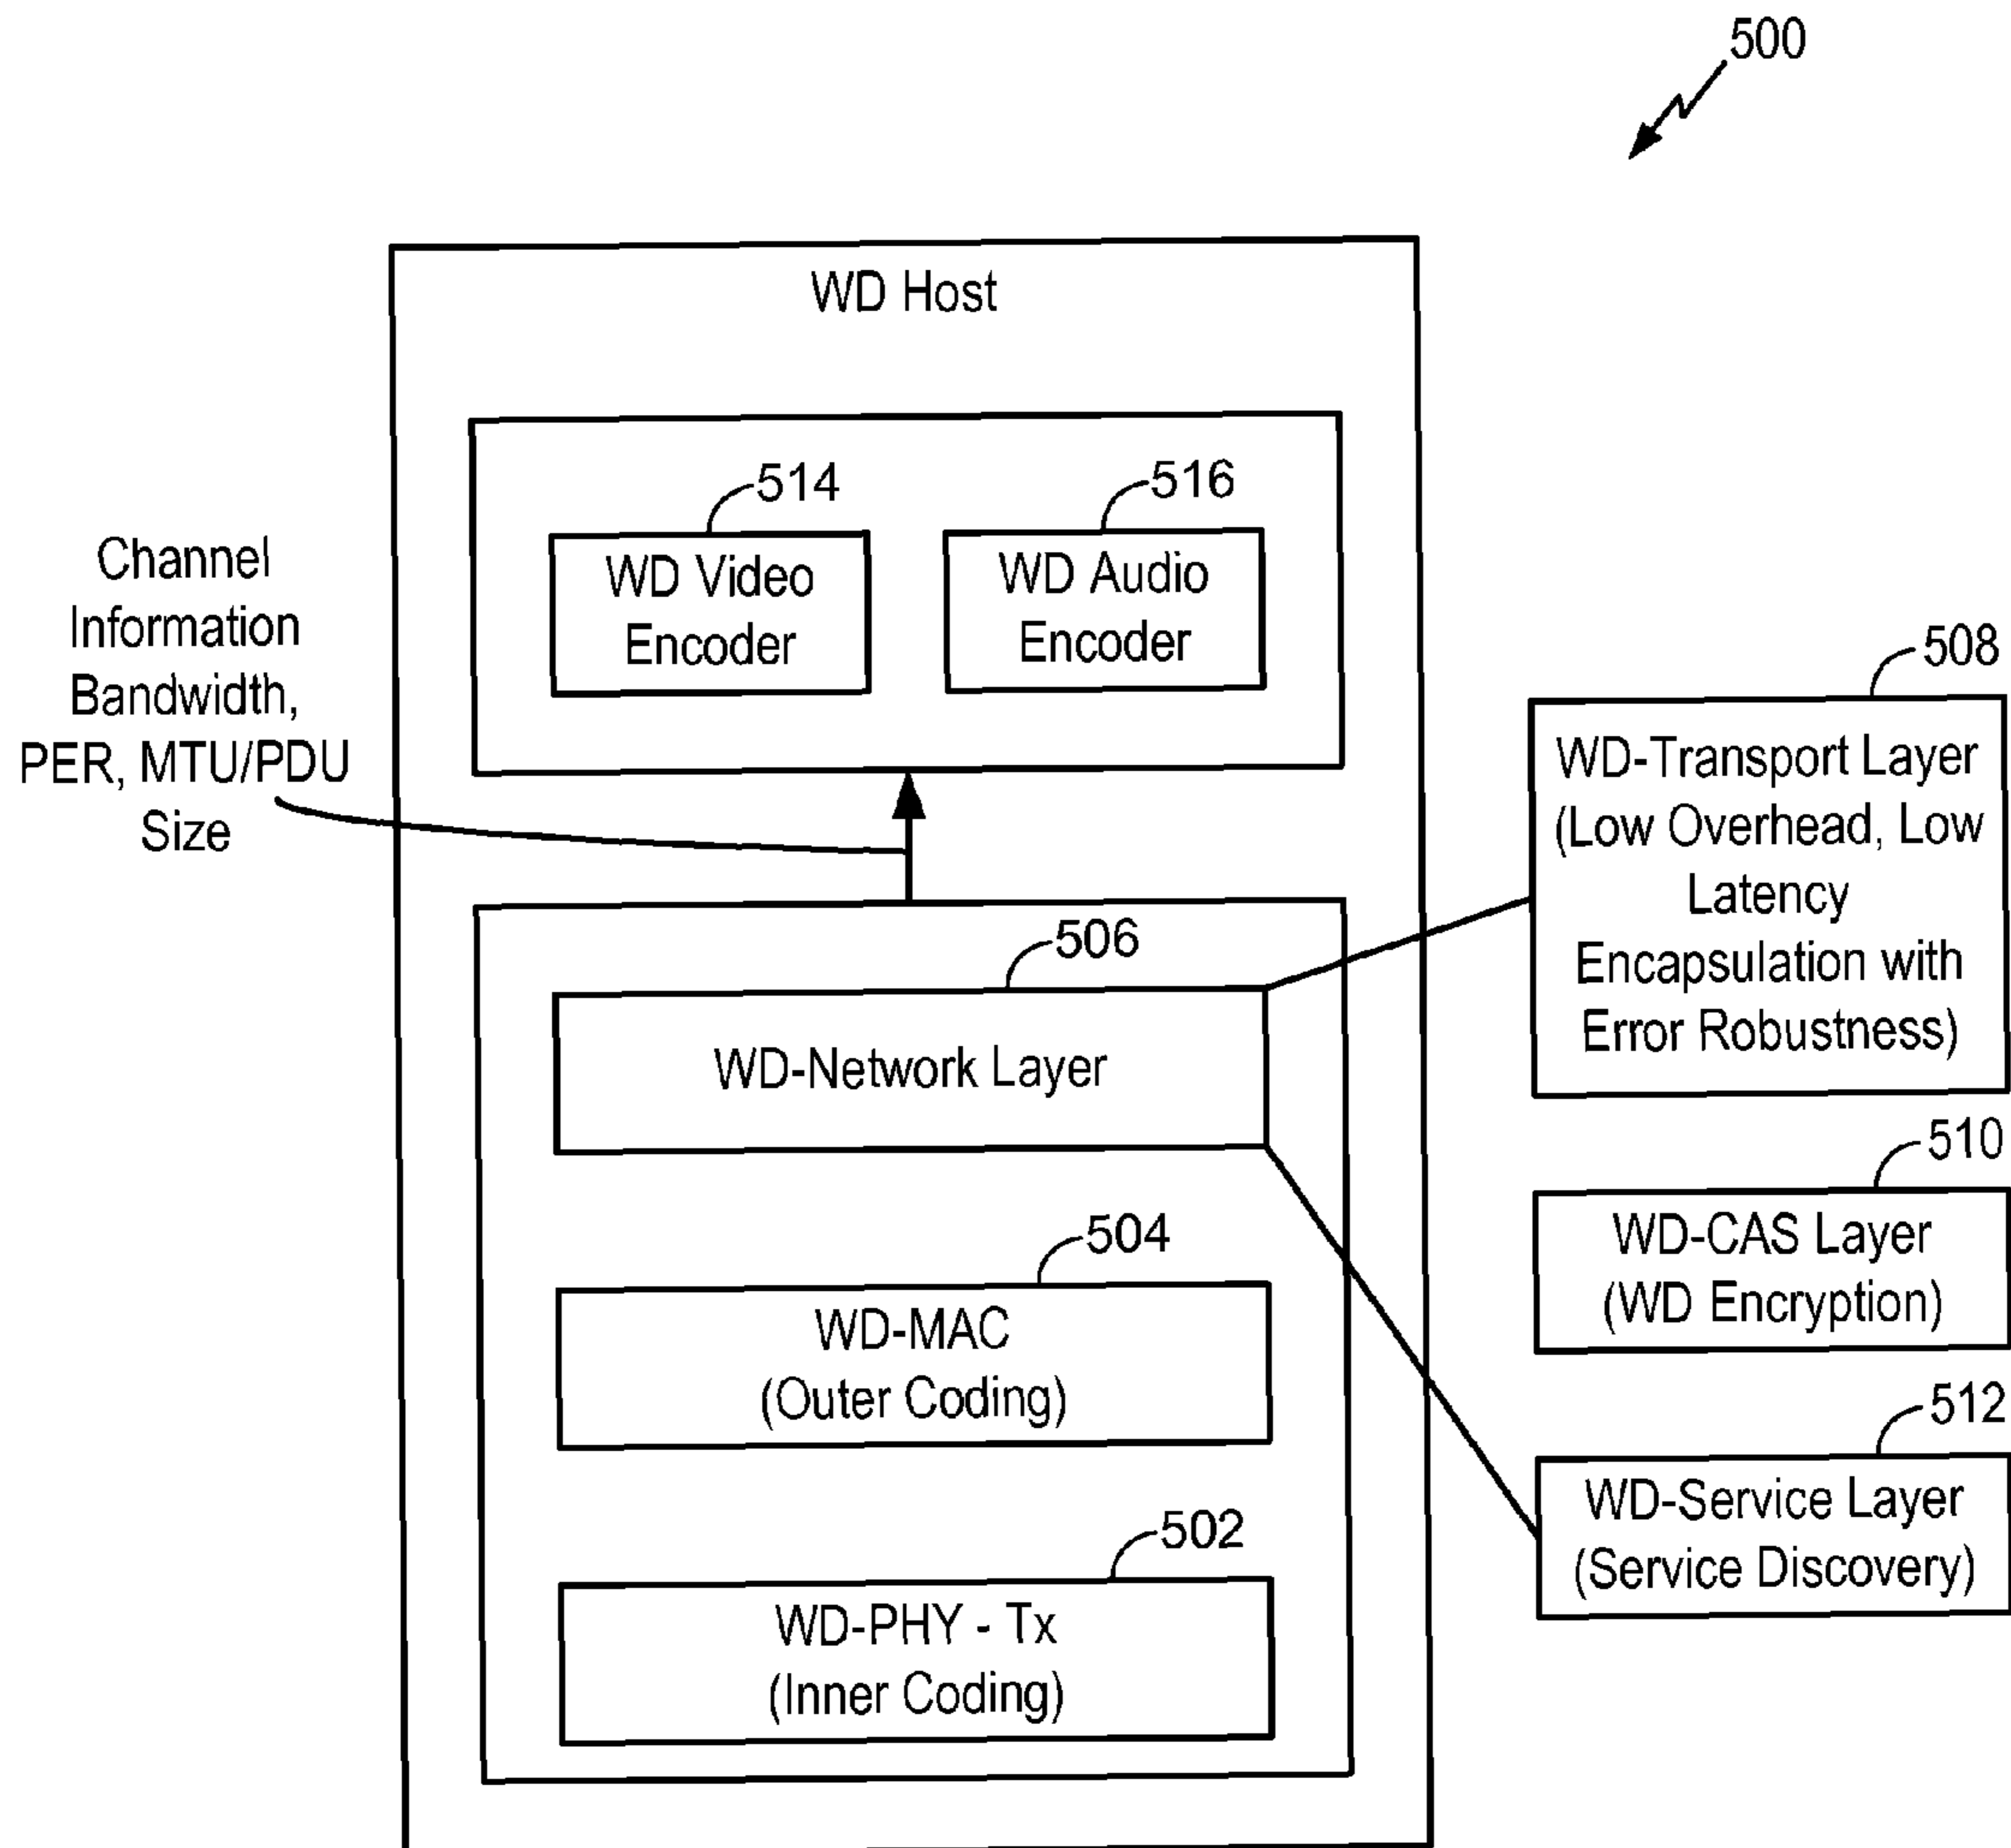 500
WD Host
514
516
WD Video
Encoder
WD Audio
Encoder
Channel
Information
Bandwidth,
PER, MTU/PDU
Size
506
WD-Network Layer
504
WD-MAC
(Outer Coding)
502
WD-PHY - Tx
(Inner Coding)
508
WD-Transport Layer
(Low Overhead, Low
Latency
Encapsulation with
Error Robustness)
510
WD-CAS Layer
(WD Encryption)
512
WD-Service Layer
(Service Discovery)